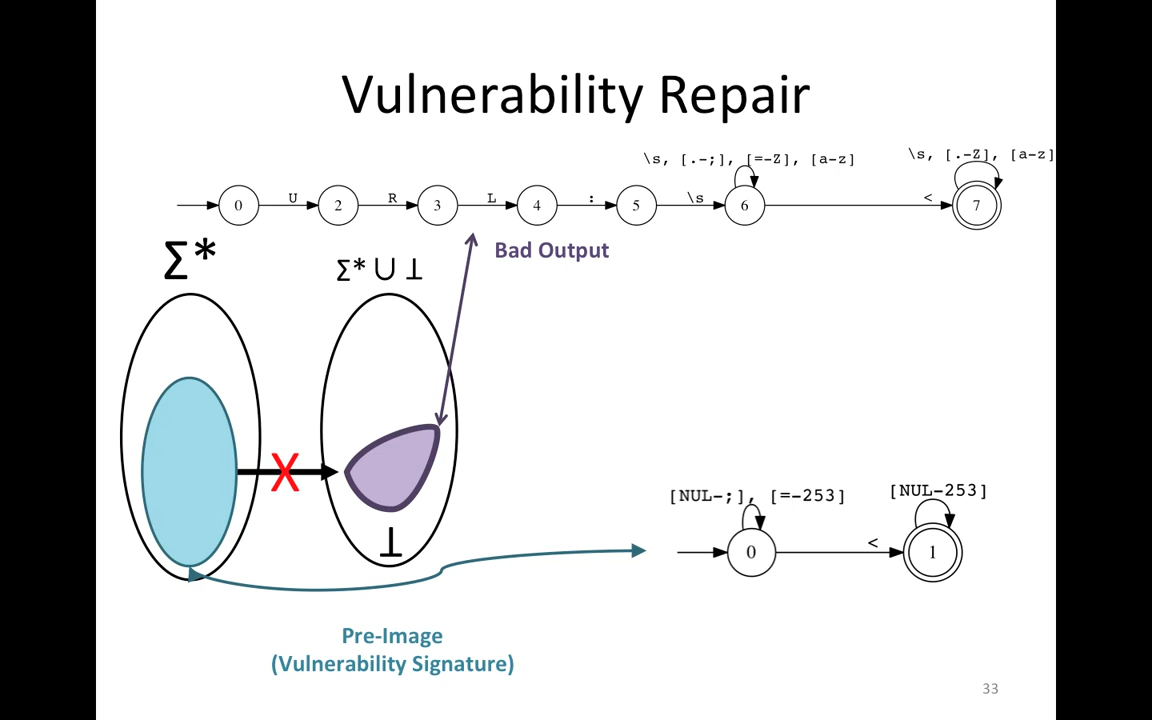 Vulnerability Repair
\s, [.-;], [=-Z], [a-z]
\s, [.-Z], [a-z]
0 U 2 R 3 L 4 : 5 \s 6 < 7
Σ*
Σ* ∪ ⊥
Bad Output
X
⊥
[NUL-;], [=-253]
[NUL-253]
0 < 1
Pre-Image
(Vulnerability Signature)
33